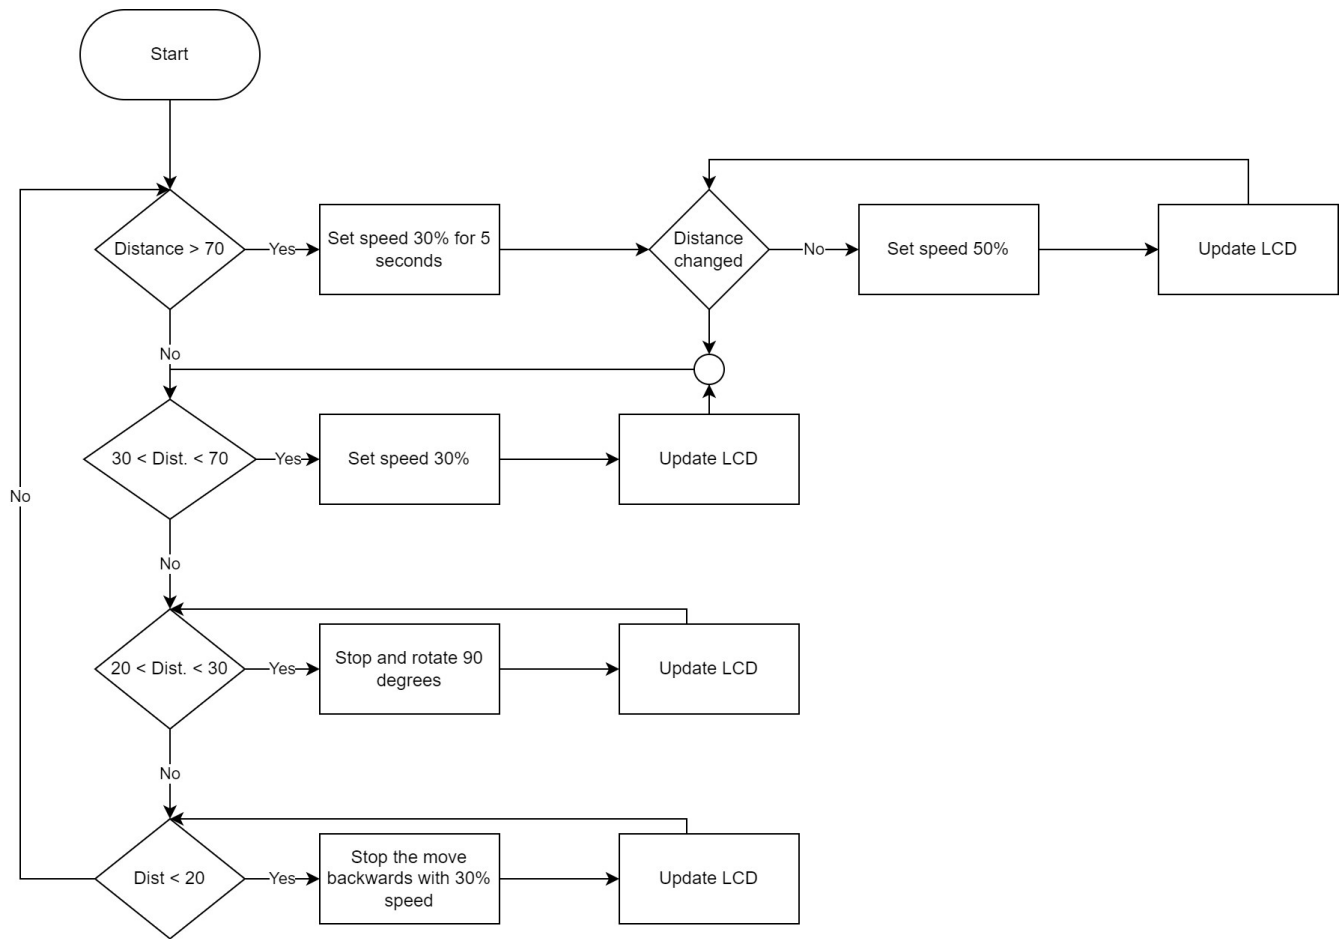 Start
Distance > 70
Yes
Set speed 30% for 5
seconds
Distance
changed
No
Set speed 50%
Update LCD
No
30 < Dist. < 70
Yes
Set speed 30%
Update LCD
No
No
20 < Dist. < 30
Yes
Stop and rotate 90
degrees
Update LCD
No
Dist < 20
Yes
Stop the move
backwards with 30%
speed
Update LCD